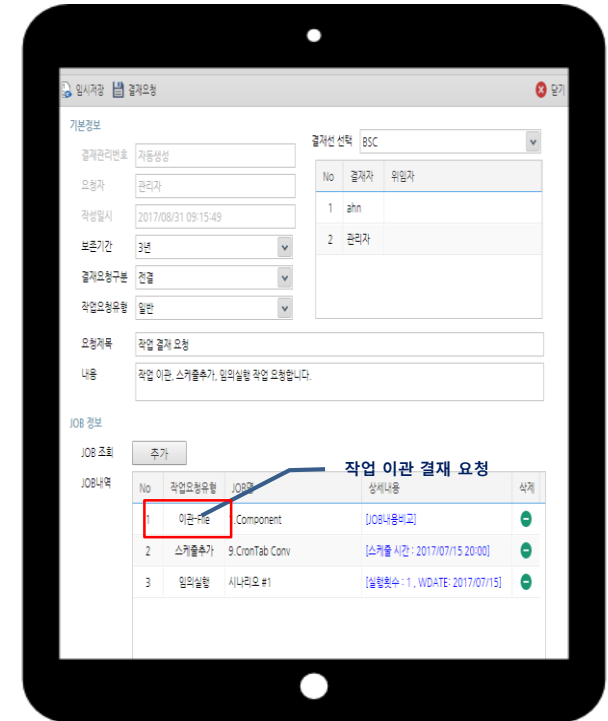 임시저장 결재요청 닫기
기본정보
결재선 선택 BSC
결재관리번호 자동생성
No 결재자 위임자
요청자 관리자
1 ahn
작성일시 2017/08/31 09:15:49
2 관리자
보존기간 3년
결재요청구분 전결
작업요청유형 일반
요청제목 작업 결재 요청
내용 작업 이관, 스케줄추가, 임의실행 작업 요청합니다.
JOB 정보
JOB 조회 추가
작업 이관 결재 요청
JOB내역
No 작업요청유형 JOB명 상세내용 삭제
1 이관-File .Component [JOB내용비교]
2 스케줄추가 9.CronTab Conv [스케줄 시간 : 2017/07/15 20:00]
3 임의실행 시나리오 #1 [실행횟수 : 1 , WDATE: 2017/07/15]